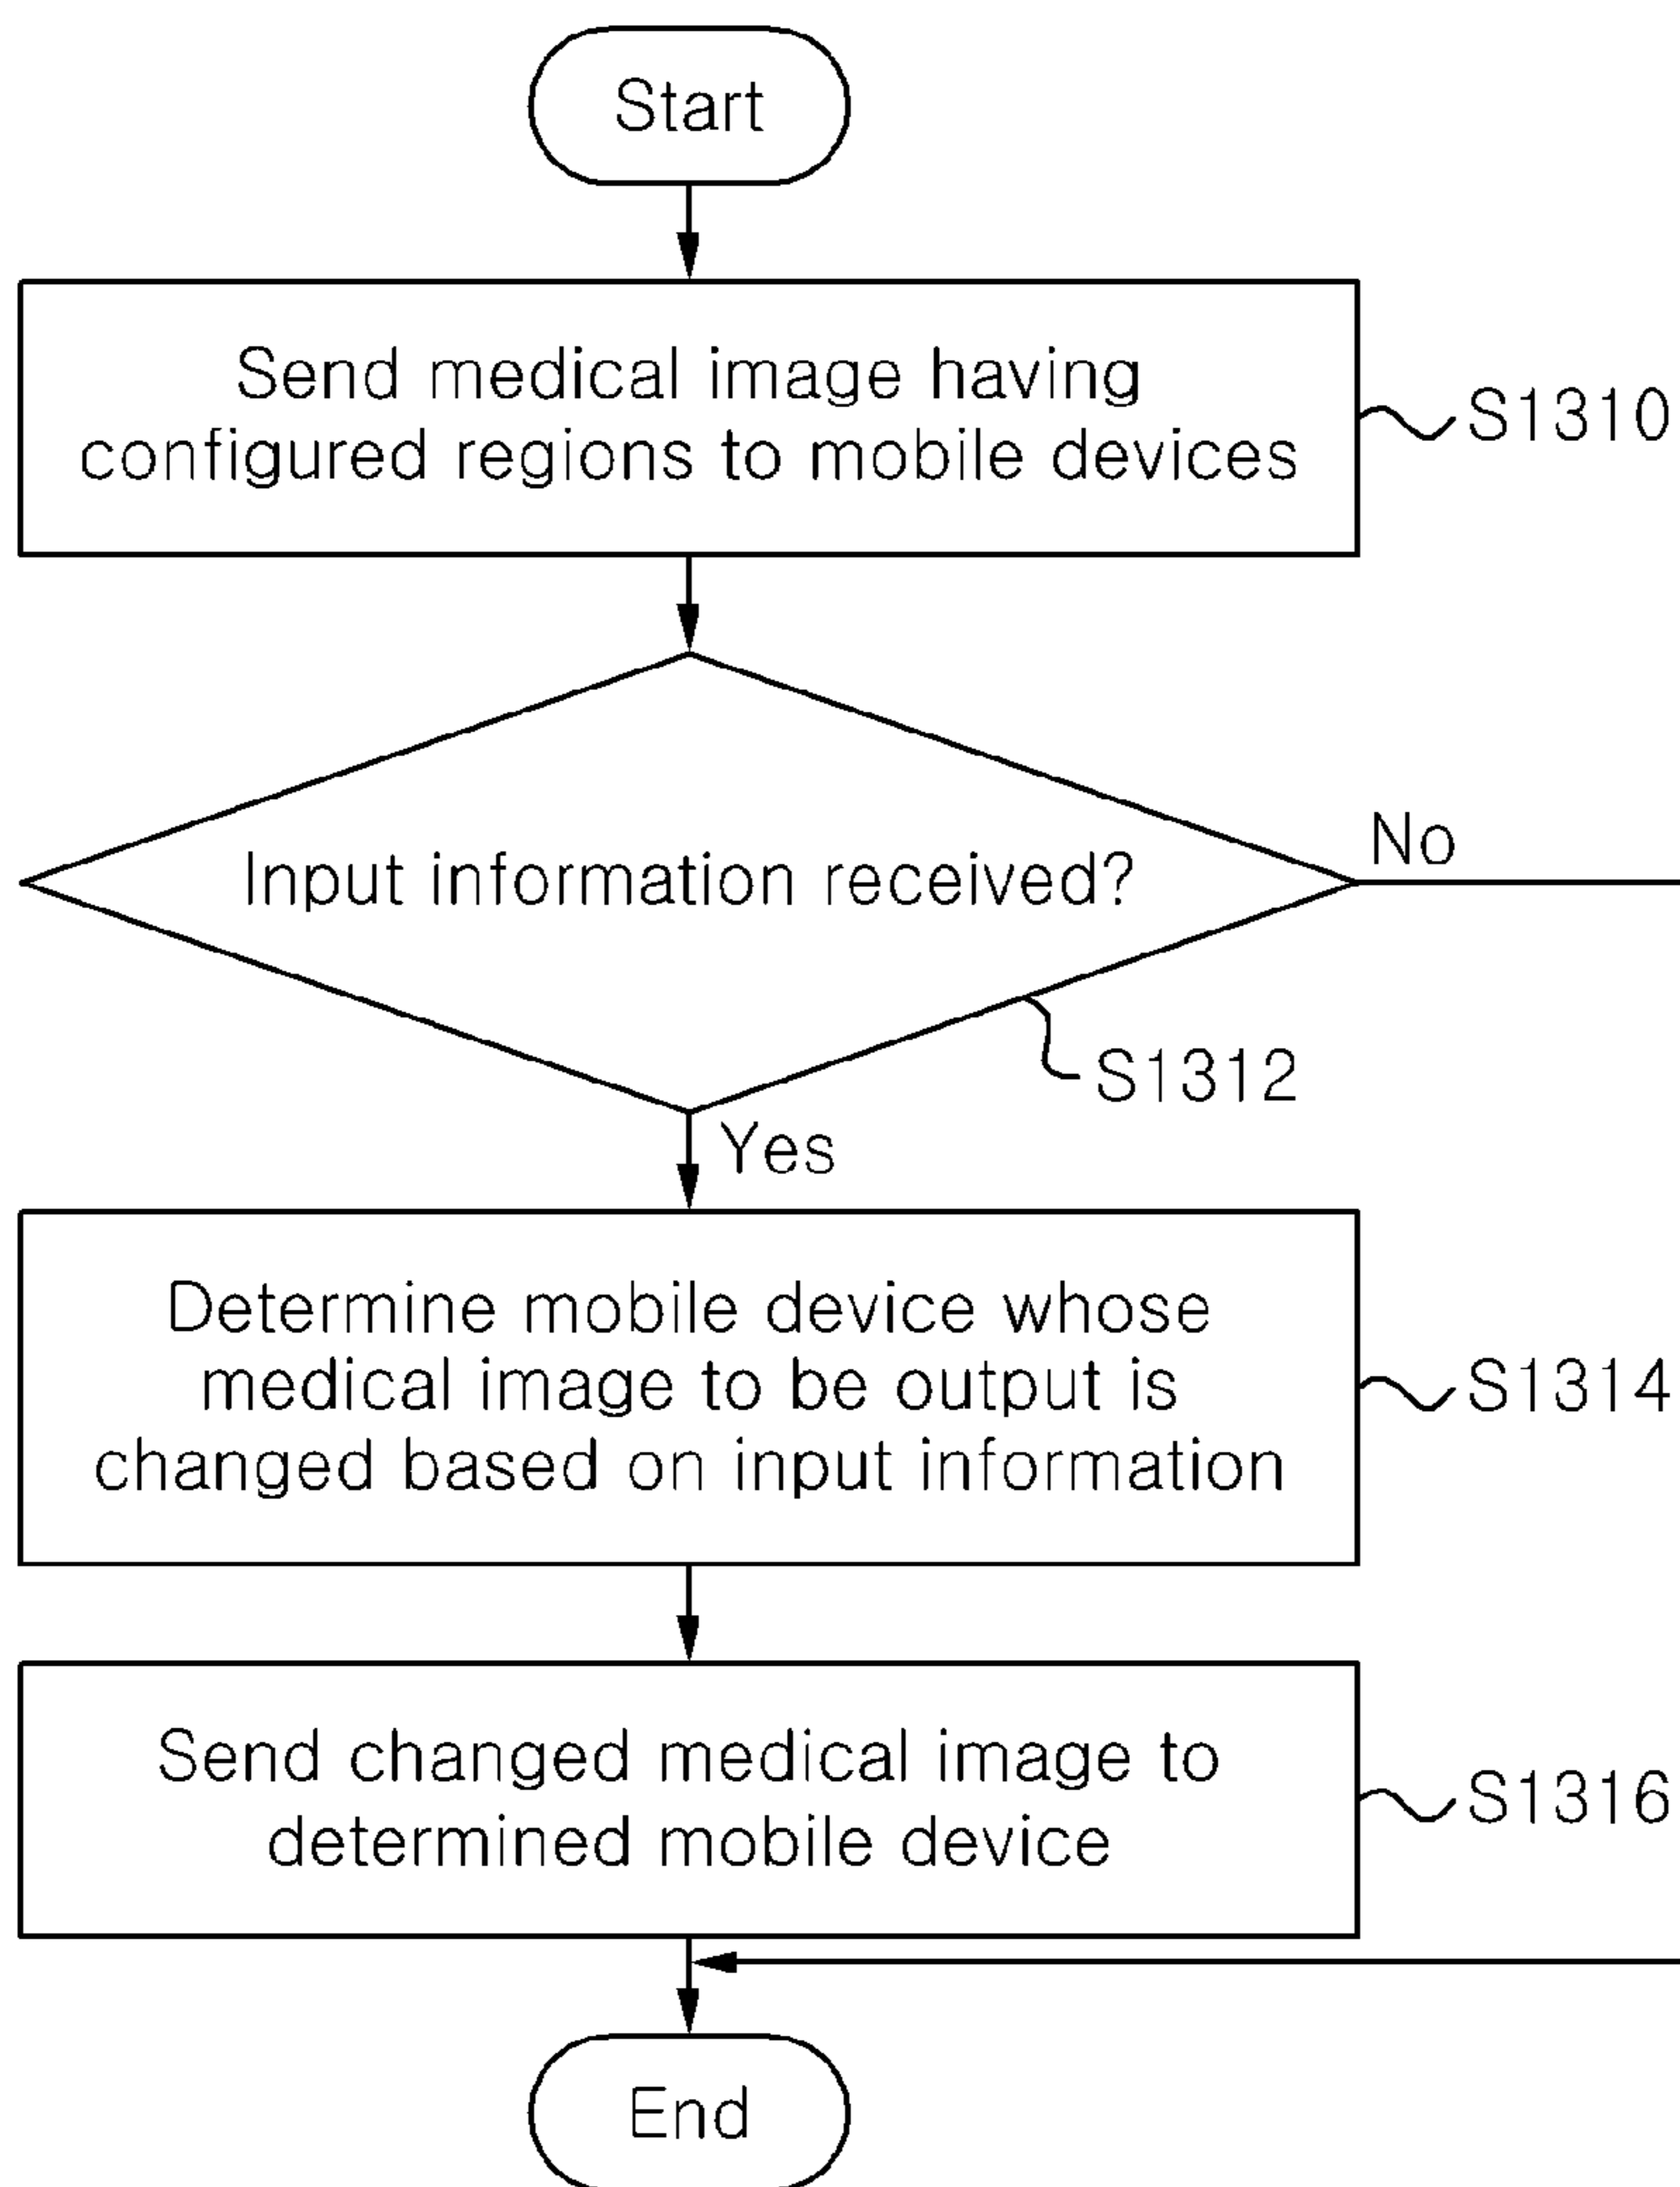 Start
Send medical image having
configured regions to mobile devices
S1310
Input information received?
No
S1312
Yes
Determine mobile device whose
medical image to be output is
changed based on input information
S1314
Send changed medical image to
determined mobile device
S1316
End